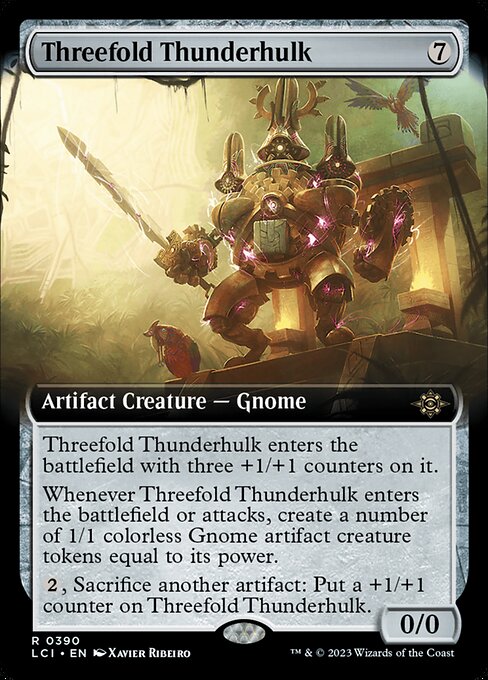 Threefold Thunderhulk 7
Artifact Creature — Gnome
Threefold Thunderhulk enters the
battlefield with three +1/+1 counters on it.
Whenever Threefold Thunderhulk enters
the battlefield or attacks, create a number
of 1/1 colorless Gnome artifact creature
tokens equal to its power.
2, Sacrifice another artifact: Put a +1/+1
counter on Threefold Thunderhulk.
0/0
R 0390
LCI • EN Xavier Ribeiro
™ & © 2023 Wizards of the Coast